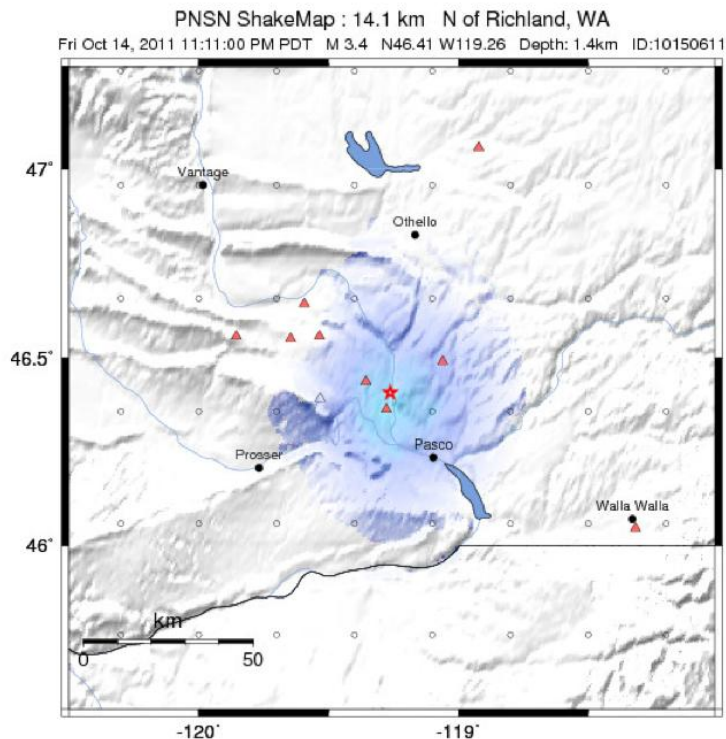 PNSN ShakeMap : 14.1 km N of Richland, WA
Fri Oct 14, 2011 11:11:00 PM PDT M 3.4 N46.41 W119.26 Depth: 1.4km ID:10150611
47°
Vantage
Othello
46.5°
Pasco
Prosser
Walla Walla
46°
km
0 50
-120° -119°